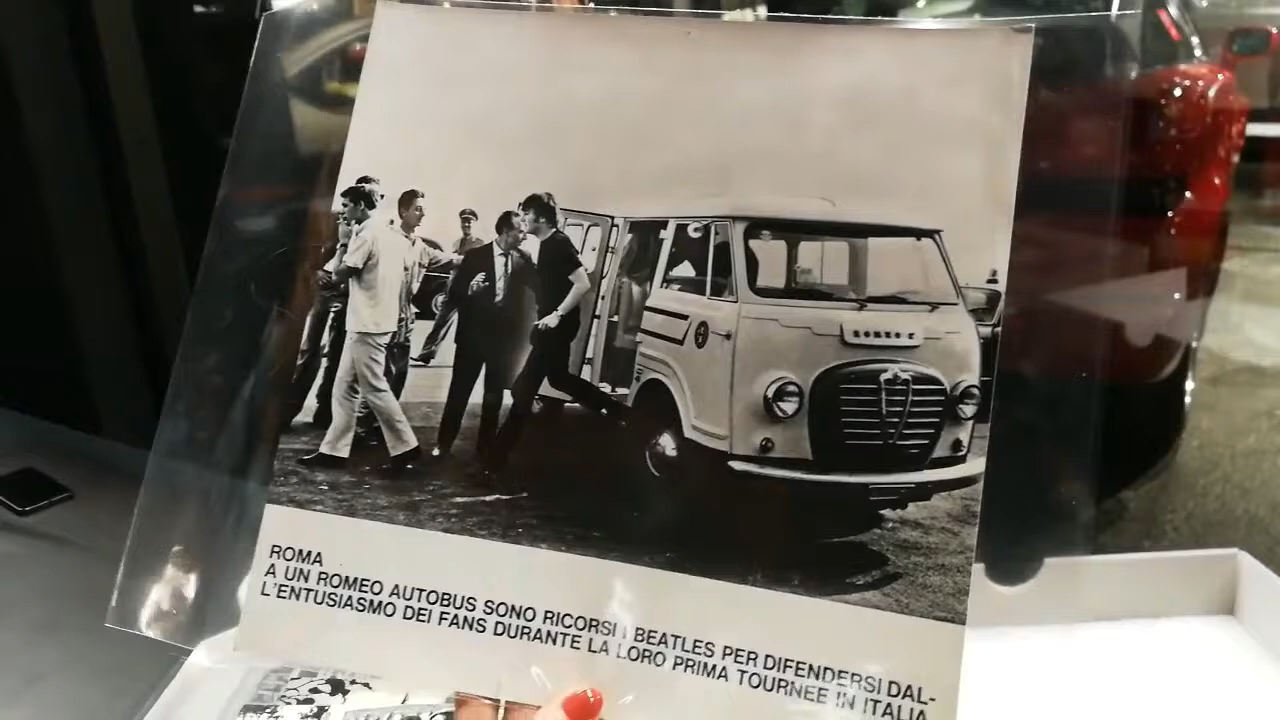 ROMEO
ROMA
A UN ROMEO AUTOBUS SONO RICORSI I BEATLES PER DIFENDERSI DAL-
L'ENTUSIASMO DEI FANS DURANTE LA LORO PRIMA TOURNEE IN ITALIA